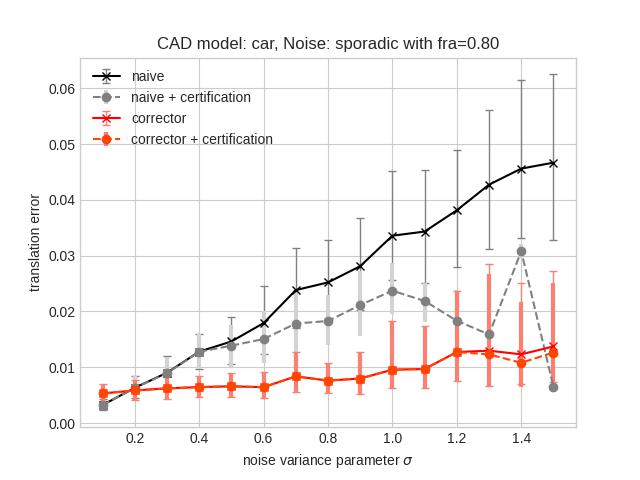 CAD model: car, Noise: sporadic with fra=0.80
naive
naive + certification
corrector
corrector + certification
translation error
0.06
0.05
0.04
0.03
0.02
0.01
0.00
0.2 0.4 0.6 0.8 1.0 1.2 1.4
noise variance parameter σ